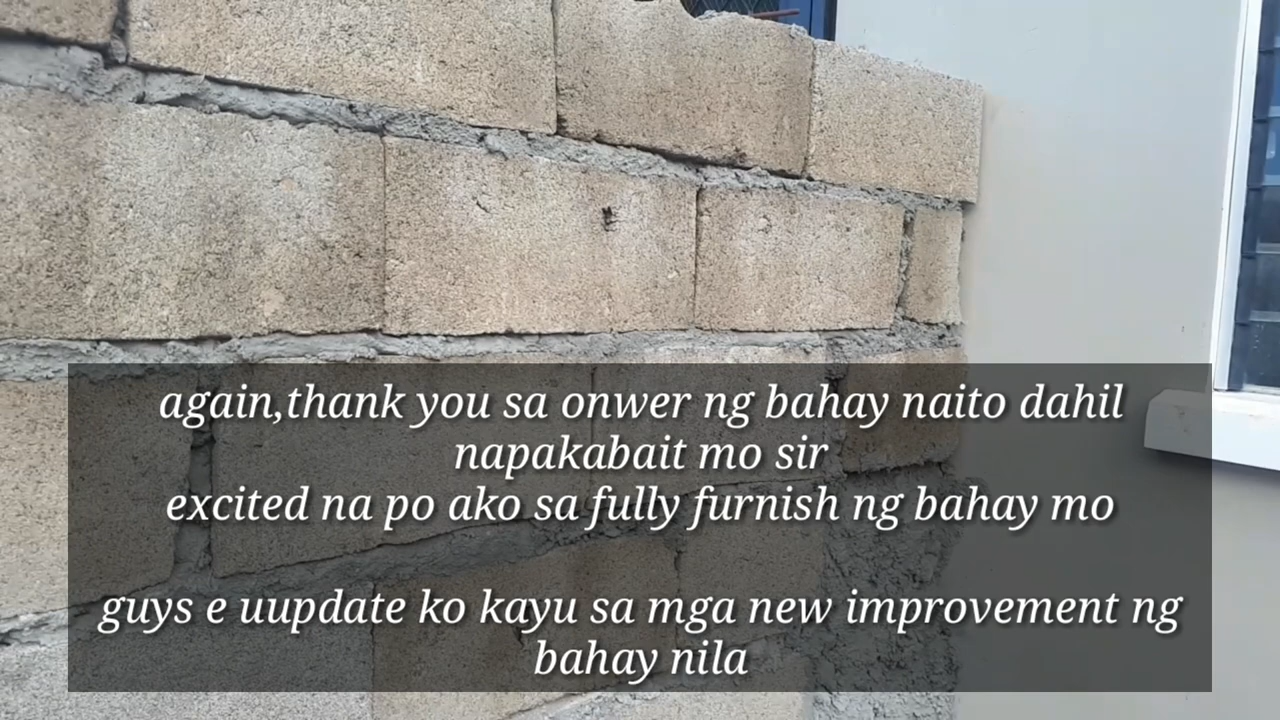 again,thank you sa onwer ng bahay naito dahil
napakabait mo sir
excited na po ako sa fully furnish ng bahay mo
guys e uupdate ko kayu sa mga new improvement ng
bahay nila